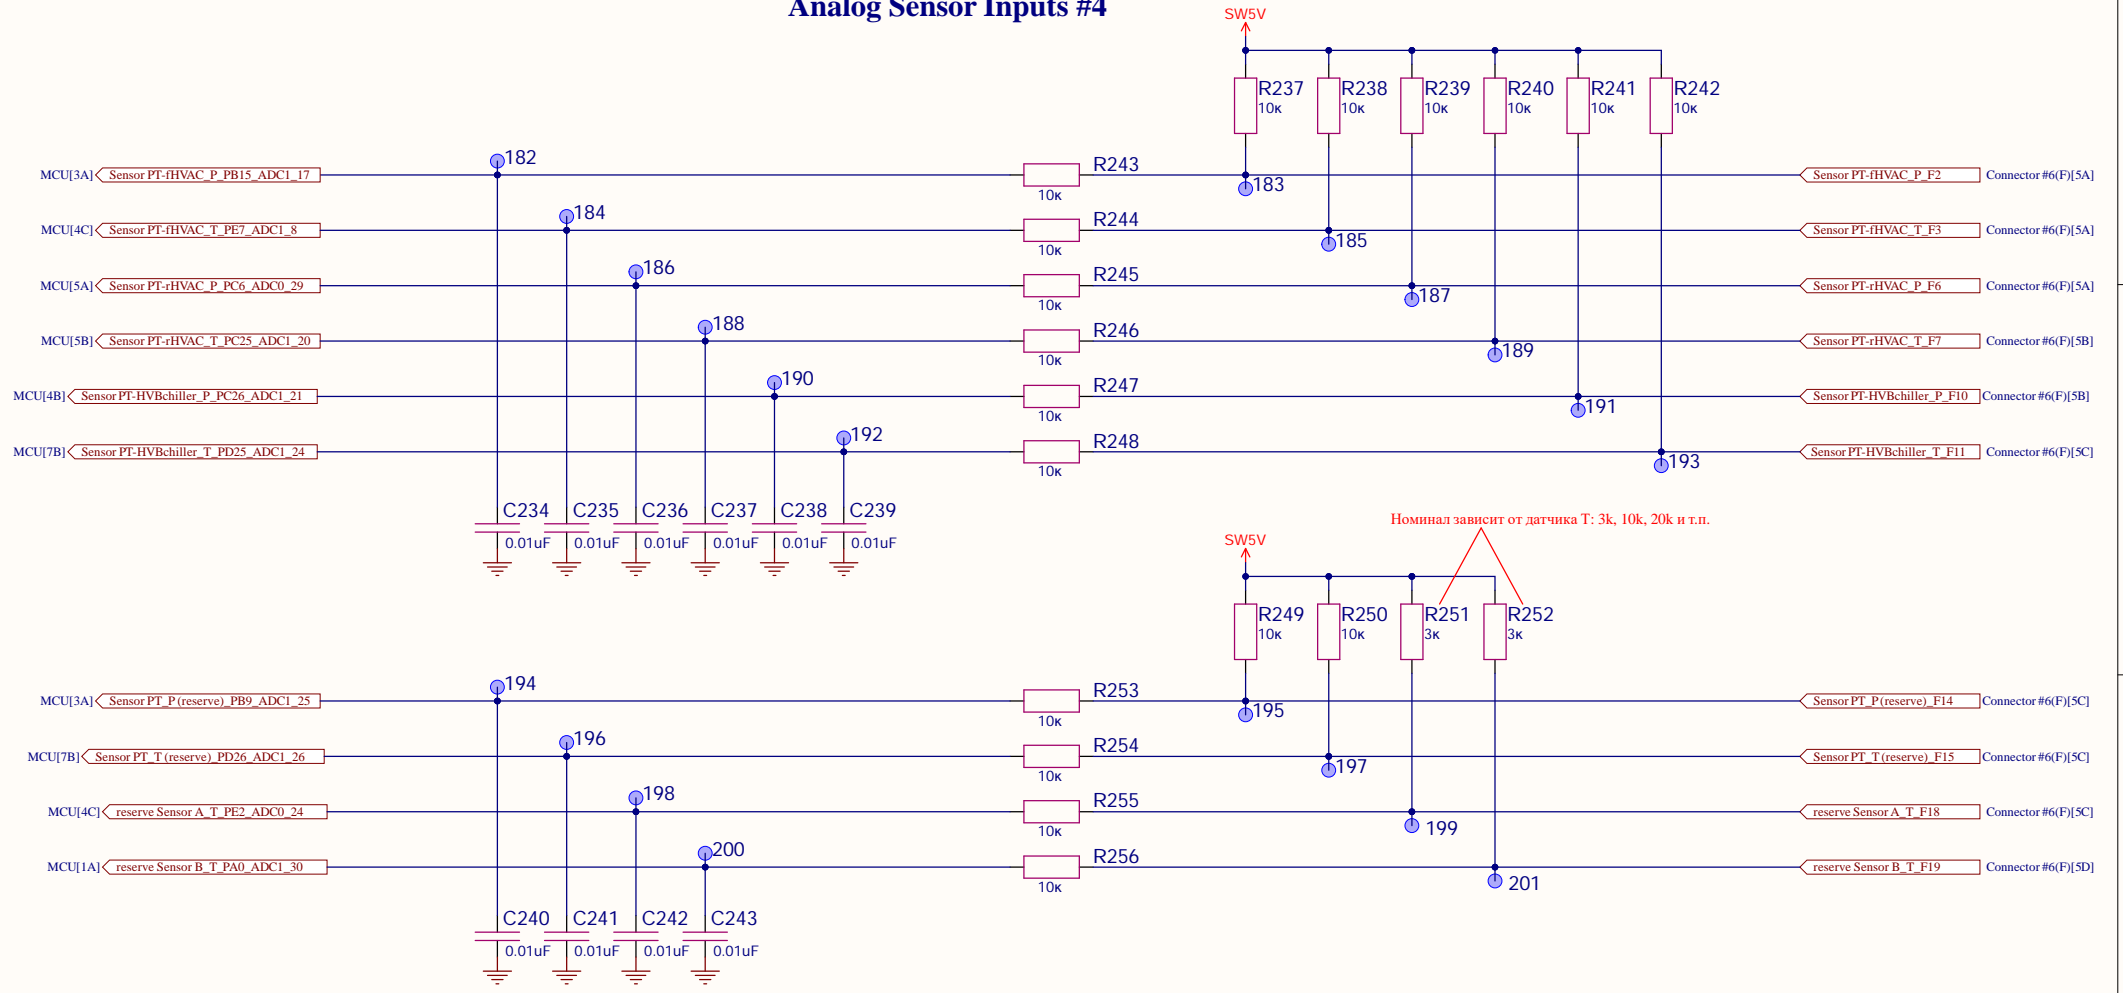 Analog Sensor Inputs #4
SW5V
R237 R238 R239 R240 R241 R242
10к 10к 10к 10к 10к 10к
182
MCU[3A] Sensor PT-fHVAC_P_PB15_ADC1_17 R243 Sensor PT-fHVAC_P_F2 Connector #6(F)[5A]
10к 183
184
MCU[4C] Sensor PT-fHVAC_T_PE7_ADC1_8 R244 Sensor PT-fHVAC_T_F3 Connector #6(F)[5A]
10к 185
186
MCU[5A] Sensor PT-rHVAC_P_PC6_ADC0_29 R245 Sensor PT-rHVAC_P_F6 Connector #6(F)[5A]
10к 187
188
MCU[5B] Sensor PT-rHVAC_T_PC25_ADC1_20 R246 Sensor PT-rHVAC_T_F7 Connector #6(F)[5B]
10к 189
190
MCU[4B] Sensor PT-HVBchiller_P_PC26_ADC1_21 R247 Sensor PT-HVBchiller_P_F10 Connector #6(F)[5B]
10к 191
192
MCU[7B] Sensor PT-HVBchiller_T_PD25_ADC1_24 R248 Sensor PT-HVBchiller_T_F11 Connector #6(F)[5C]
10к 193
C234 C235 C236 C237 C238 C239
0.01uF 0.01uF 0.01uF 0.01uF 0.01uF 0.01uF
Номинал зависит от датчика Т: 3k, 10k, 20k и т.п.
SW5V
R249 R250 R251 R252
10к 10к 3к 3к
194
MCU[3A] Sensor PT_P (reserve)_PB9_ADC1_25 R253 Sensor PT_P (reserve)_F14 Connector #6(F)[5C]
10к 195
196
MCU[7B] Sensor PT_T (reserve)_PD26_ADC1_26 R254 Sensor PT_T (reserve)_F15 Connector #6(F)[5C]
10к 197
198
MCU[4C] reserve Sensor A_T_PE2_ADC0_24 R255 reserve Sensor A_T_F18 Connector #6(F)[5C]
10к 199
200
MCU[1A] reserve Sensor B_T_PA0_ADC1_30 R256 reserve Sensor B_T_F19 Connector #6(F)[5D]
10к 201
C240 C241 C242 C243
0.01uF 0.01uF 0.01uF 0.01uF